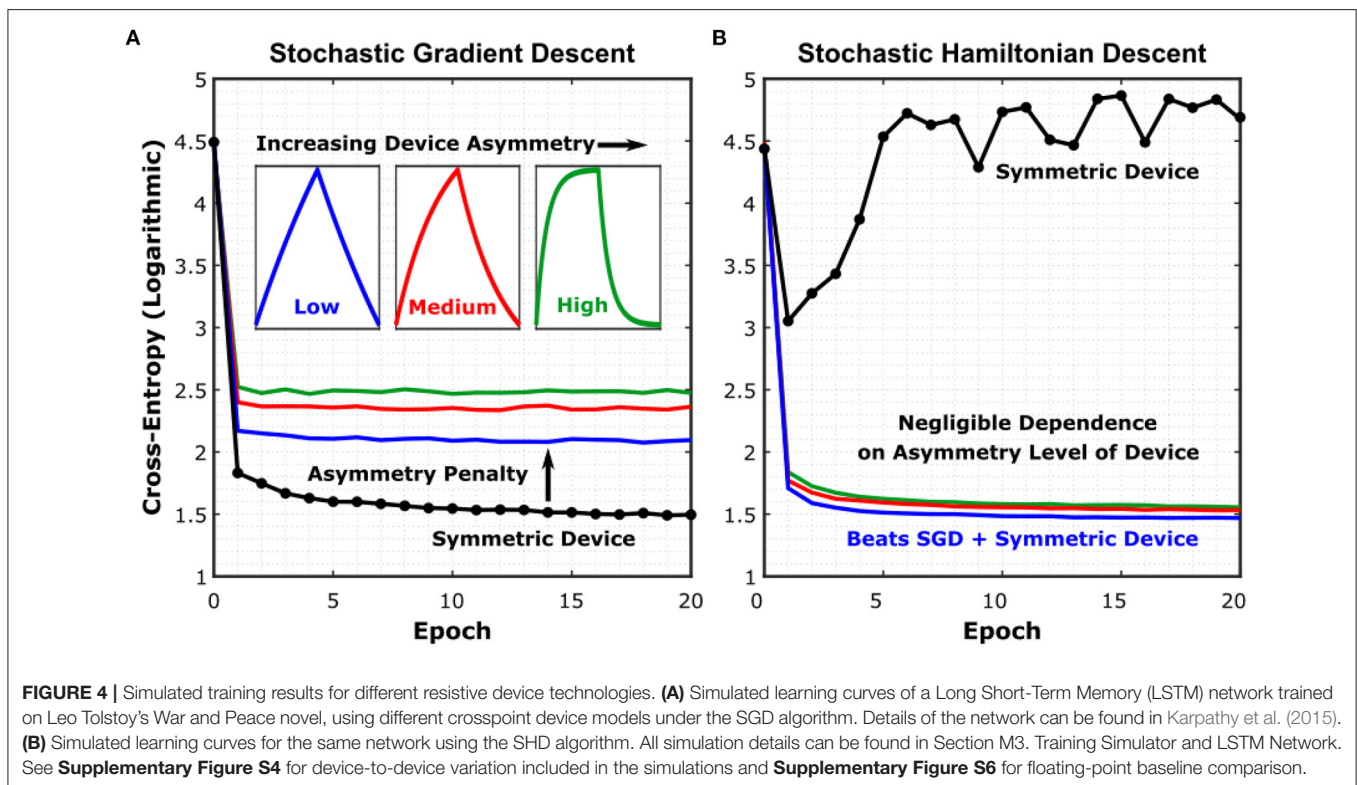 A
Stochastic Gradient Descent
Cross-Entropy (Logarithmic)
5
4.5
4
3.5
3
2.5
2
1.5
1
Increasing Device Asymmetry
Low
Medium
High
Asymmetry Penalty
Symmetric Device
0
5
10
15
20
Epoch
B
Stochastic Hamiltonian Descent
5
4.5
4
3.5
3
2.5
2
1.5
1
Symmetric Device
Negligible Dependence
on Asymmetry Level of Device
Beats SGD + Symmetric Device
0
5
10
15
20
Epoch
FIGURE 4 | Simulated training results for different resistive device technologies. (A) Simulated learning curves of a Long Short-Term Memory (LSTM) network trained
on Leo Tolstoy's War and Peace novel, using different crosspoint device models under the SGD algorithm. Details of the network can be found in Karpathy et al. (2015).
(B) Simulated learning curves for the same network using the SHD algorithm. All simulation details can be found in Section M3. Training Simulator and LSTM Network.
See Supplementary Figure S4 for device-to-device variation included in the simulations and Supplementary Figure S6 for floating-point baseline comparison.